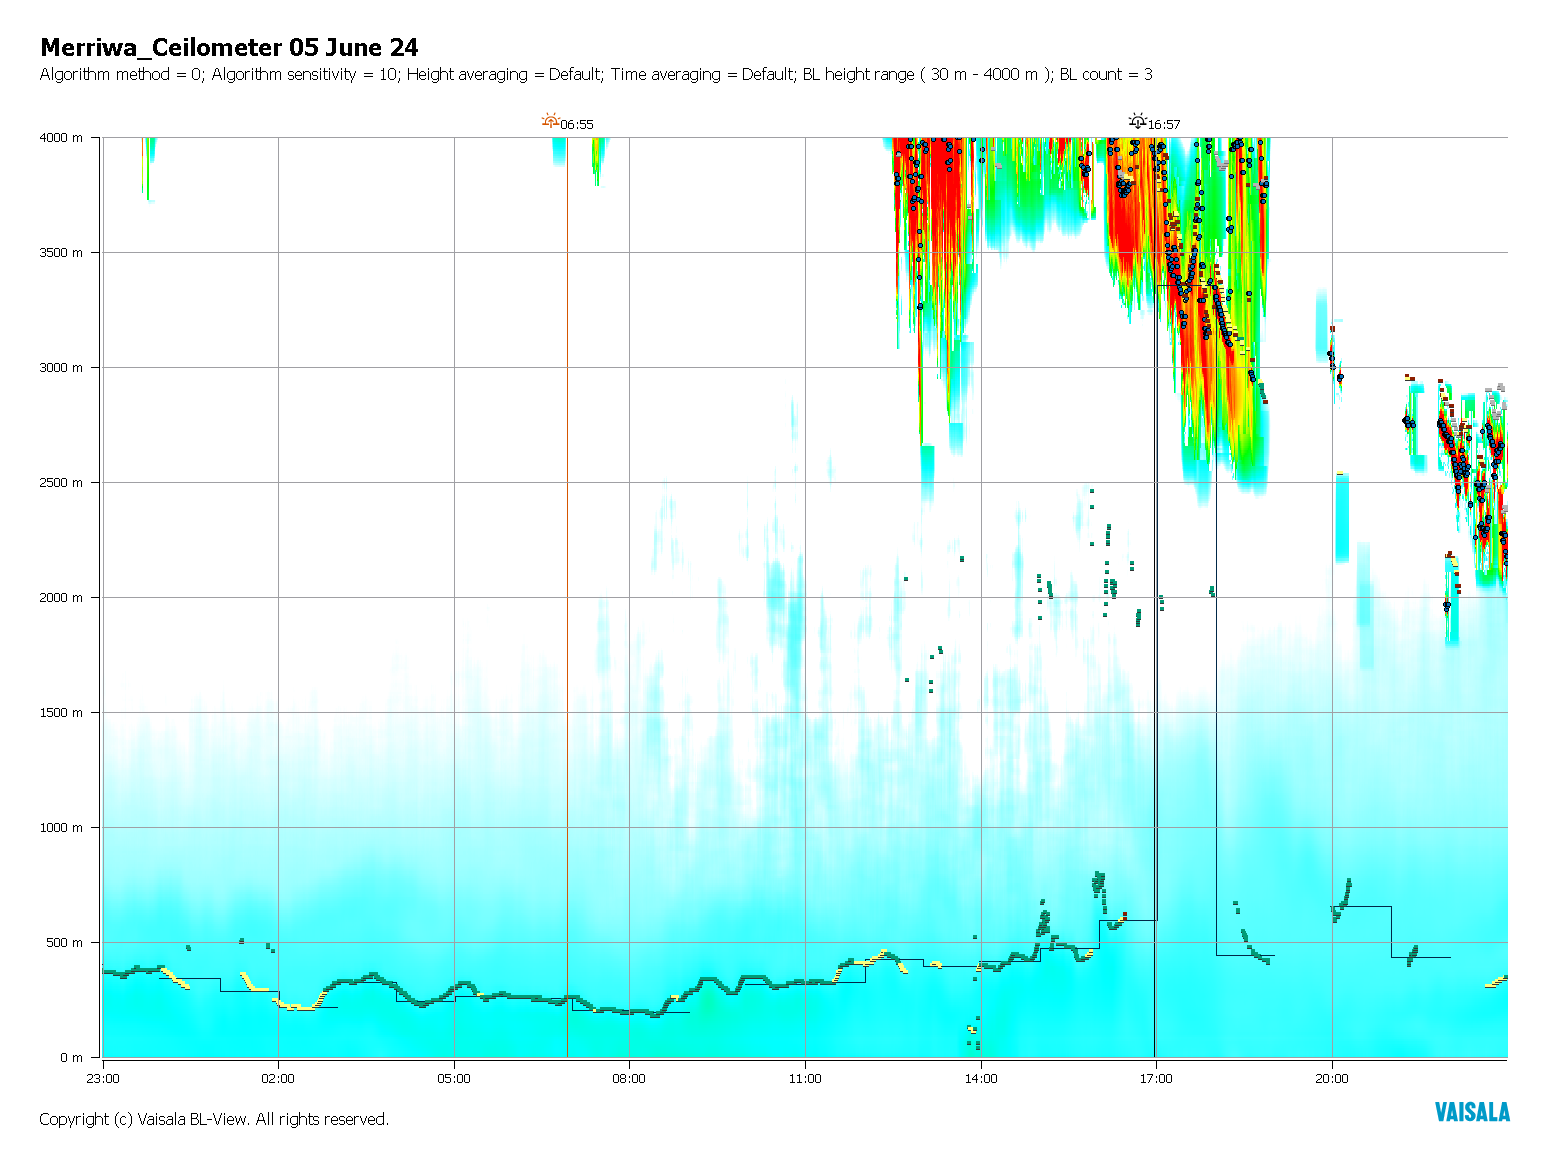 Merriwa_Ceilometer 05 June 24
Algorithm method = 0; Algorithm sensitivity = 10; Height averaging = Default; Time averaging = Default; BL height range ( 30 m - 4000 m ); BL count = 3
06:55
16:57
4000 m
3500 m
3000 m
2500 m
2000 m
1500 m
1000 m
500 m
0 m
23:00 02:00 05:00 08:00 11:00 14:00 17:00 20:00
Copyright (c) Vaisala BL-View. All rights reserved.
VAISALA